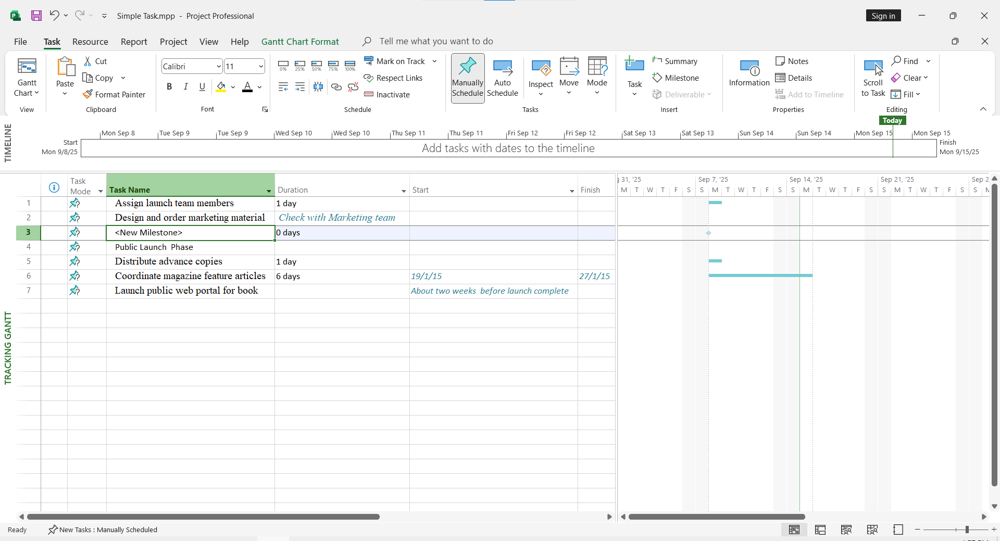 Simple Task.mpp - Project Professional
Sign in
File Task Resource Report Project View Help Gantt Chart Format Tell me what you want to do
Gantt Chart
View
Paste
Cut
Copy
Format Painter
Clipboard
Calibri 11
B I U A
Font
0% 25% 50% 75% 100%
Mark on Track
Respect Links
Inactivate
Schedule
Manually Schedule
Auto Schedule
Inspect
Move
Mode
Tasks
Task
Summary
Milestone
Deliverable
Insert
Information
Notes
Details
Add to Timeline
Properties
Scroll to Task
Find
Clear
Fill
Editing
TIMELINE
Today
Mon Sep 8 Tue Sep 9 Tue Sep 9 Wed Sep 10 Wed Sep 10 Thu Sep 11 Thu Sep 11 Fri Sep 12 Fri Sep 12 Sat Sep 13 Sat Sep 13 Sun Sep 14 Sun Sep 14 Mon Sep 15 Mon Sep 15
Start
Mon 9/8/25
Add tasks with dates to the timeline
Finish
Mon 9/15/25
Task Mode Task Name Duration Start Finish
31, '25 Sep 7, '25 Sep 14, '25 Sep 21, '25 Sep 2
M T W T F S S M T W T F S S M T W T F S S M T W T F S S M
1 Assign launch team members 1 day
2 Design and order marketing material Check with Marketing team
3 <New Milestone> 0 days
4 Public Launch Phase
5 Distribute advance copies 1 day
6 Coordinate magazine feature articles 6 days 19/1/15 27/1/15
7 Launch public web portal for book About two weeks before launch complete
TRACKING GANTT
Ready New Tasks : Manually Scheduled